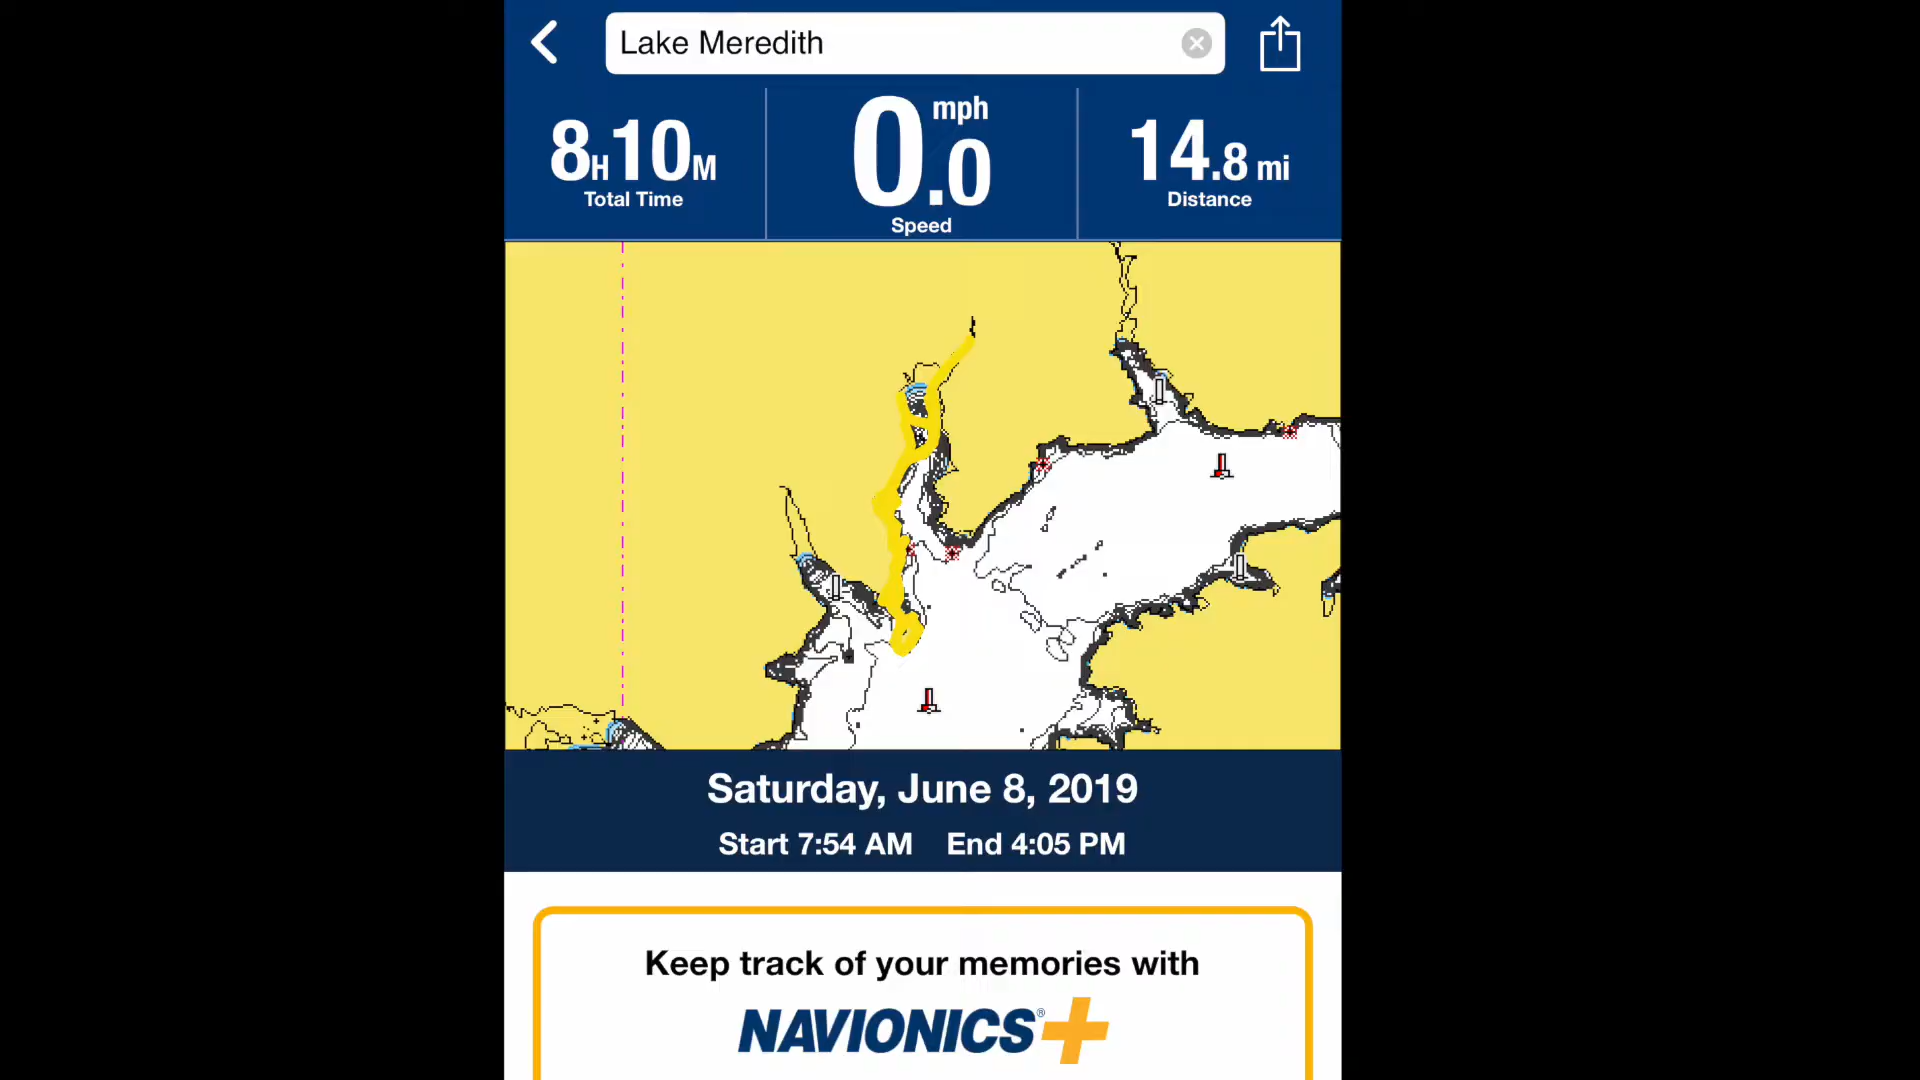 Lake Meredith
8H10M
Total Time
0.0 mph
Speed
14.8 mi
Distance
Saturday, June 8, 2019
Start 7:54 AM End 4:05 PM
Keep track of your memories with
NAVIONICS®+